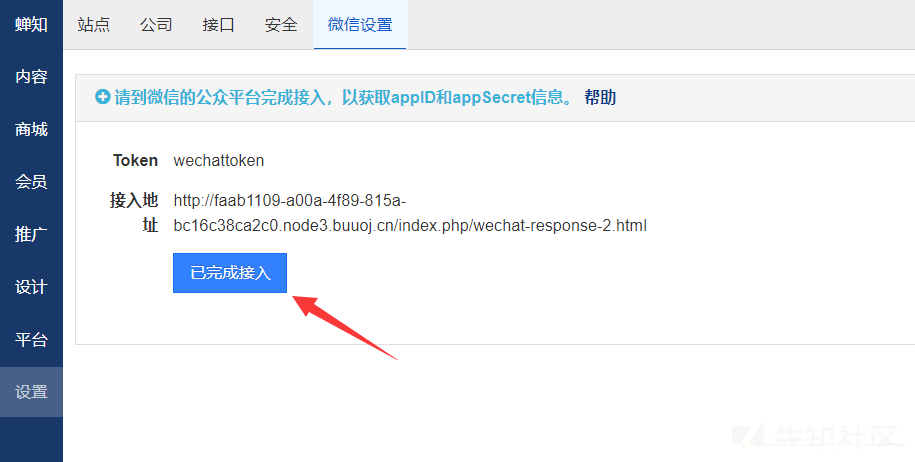 蝉知
站点 公司 接口 安全 微信设置
内容
商城
会员
推广
设计
平台
设置
请到微信的公众平台完成接入，以获取appID和appSecret信息。 帮助
Token wechattoken
接入地 http://faab1109-a00a-4f89-815a-
址 bc16c38ca2c0.node3.buuoj.cn/index.php/wechat-response-2.html
已完成接入
先知社区